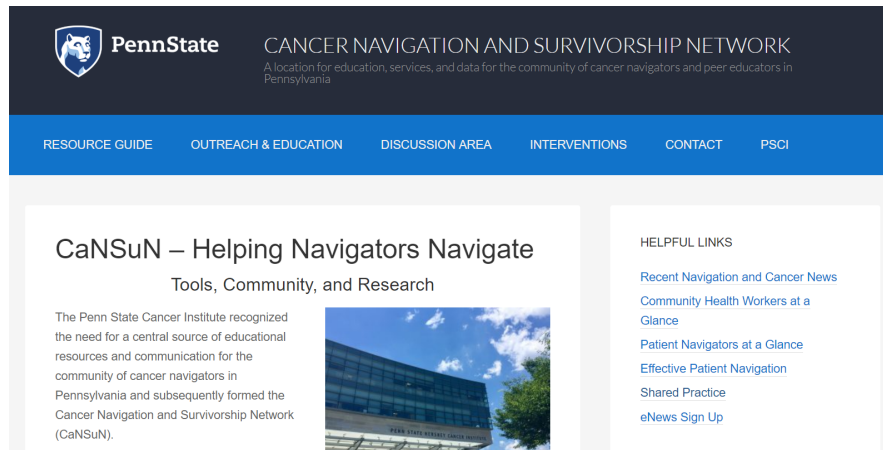 PennState
CANCER NAVIGATION AND SURVIVORSHIP NETWORK
A location for education, services, and data for the community of cancer navigators and peer educators in
Pennsylvania
RESOURCE GUIDE OUTREACH & EDUCATION DISCUSSION AREA INTERVENTIONS CONTACT PSCI
CaNSuN – Helping Navigators Navigate
Tools, Community, and Research
The Penn State Cancer Institute recognized
the need for a central source of educational
resources and communication for the
community of cancer navigators in
Pennsylvania and subsequently formed the
Cancer Navigation and Survivorship Network
(CaNSuN).
PENN STATE HERSHEY CANCER INSTITUTE
HELPFUL LINKS
Recent Navigation and Cancer News
Community Health Workers at a
Glance
Patient Navigators at a Glance
Effective Patient Navigation
Shared Practice
eNews Sign Up